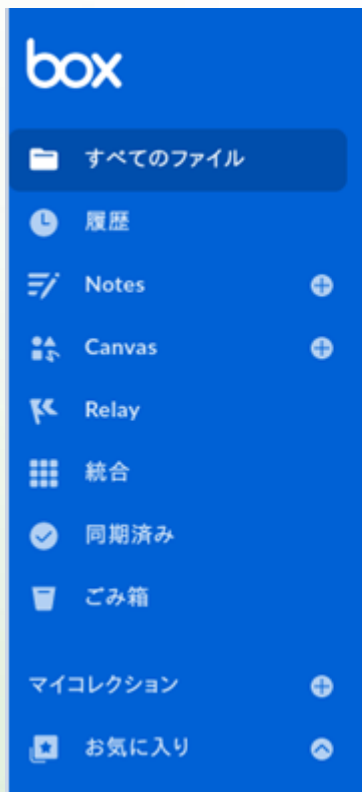 box
すべてのファイル
履歴
Notes
Canvas
Relay
統合
同期済み
ごみ箱
マイコレクション
お気に入り